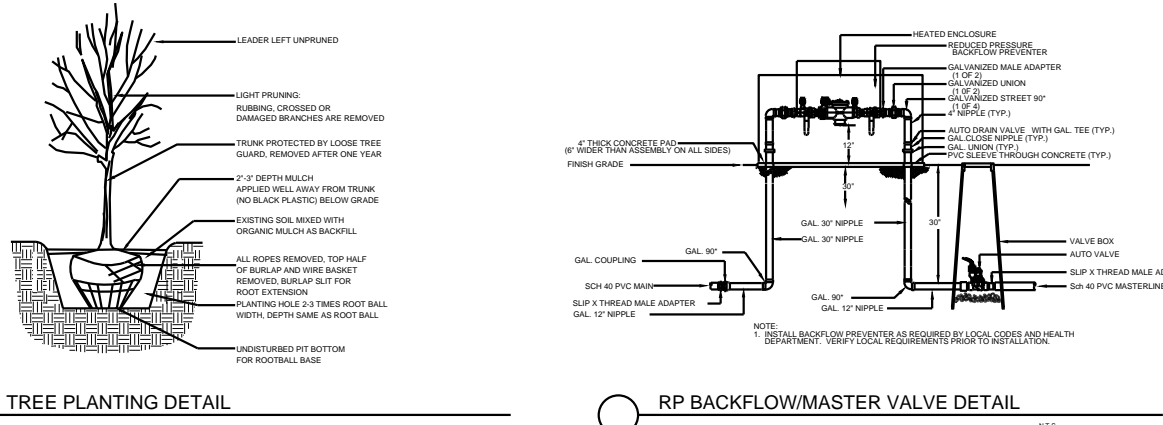 LEADER LEFT UNPRUNED
LIGHT PRUNING:
RUBBING, CROSSED OR
DAMAGED BRANCHES ARE REMOVED
TRUNK PROTECTED BY LOOSE TREE
GUARD, REMOVED AFTER ONE YEAR
2"-3" DEPTH MULCH
APPLIED WELL AWAY FROM TRUNK
(NO BLACK PLASTIC) BELOW GRADE
EXISTING SOIL MIXED WITH
ORGANIC MULCH AS BACKFILL
ALL ROPES REMOVED, TOP HALF
OF BURLAP AND WIRE BASKET
REMOVED, BURLAP SLIT FOR
ROOT EXTENSION
PLANTING HOLE 2-3 TIMES ROOT BALL
WIDTH, DEPTH SAME AS ROOT BALL
UNDISTURBED PIT BOTTOM
FOR ROOTBALL BASE
TREE PLANTING DETAIL
HEATED ENCLOSURE
REDUCED PRESSURE
BACKFLOW PREVENTER
GALVANIZED MALE ADAPTER
(1 OF 2)
GALVANIZED UNION
(1 OF 2)
GALVANIZED STREET 90°
(1 OF 4)
4" NIPPLE (TYP.)
AUTO DRAIN VALVE WITH GAL. TEE (TYP.)
GAL.CLOSE NIPPLE (TYP.)
GAL. UNION (TYP.)
PVC SLEEVE THROUGH CONCRETE (TYP.)
4" THICK CONCRETE PAD
(6" WIDER THAN ASSEMBLY ON ALL SIDES)
FINISH GRADE
12"
30"
30"
GAL. 30" NIPPLE
GAL. 30" NIPPLE
GAL. 90°
GAL. COUPLING
SCH 40 PVC MAIN
SLIP X THREAD MALE ADAPTER
GAL. 12" NIPPLE
GAL. 90°
GAL. 12" NIPPLE
VALVE BOX
AUTO VALVE
SLIP X THREAD MALE AD
Sch 40 PVC MASTERLINE
NOTE:
1. INSTALL BACKFLOW PREVENTER AS REQUIRED BY LOCAL CODES AND HEALTH
DEPARTMENT. VERIFY LOCAL REQUIREMENTS PRIOR TO INSTALLATION.
RP BACKFLOW/MASTER VALVE DETAIL